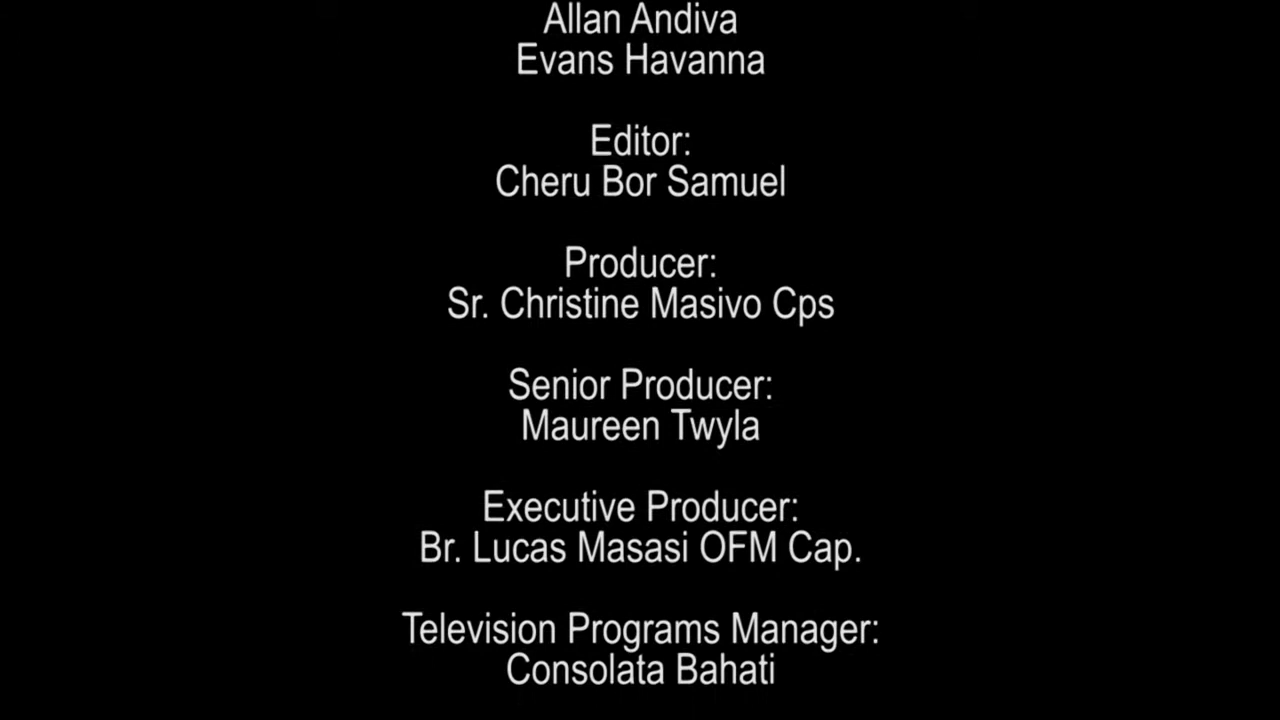 Allan Andiva
Evans Havanna
Editor:
Cheru Bor Samuel
Producer:
Sr. Christine Masivo Cps
Senior Producer:
Maureen Twyla
Executive Producer:
Br. Lucas Masasi OFM Cap.
Television Programs Manager:
Consolata Bahati